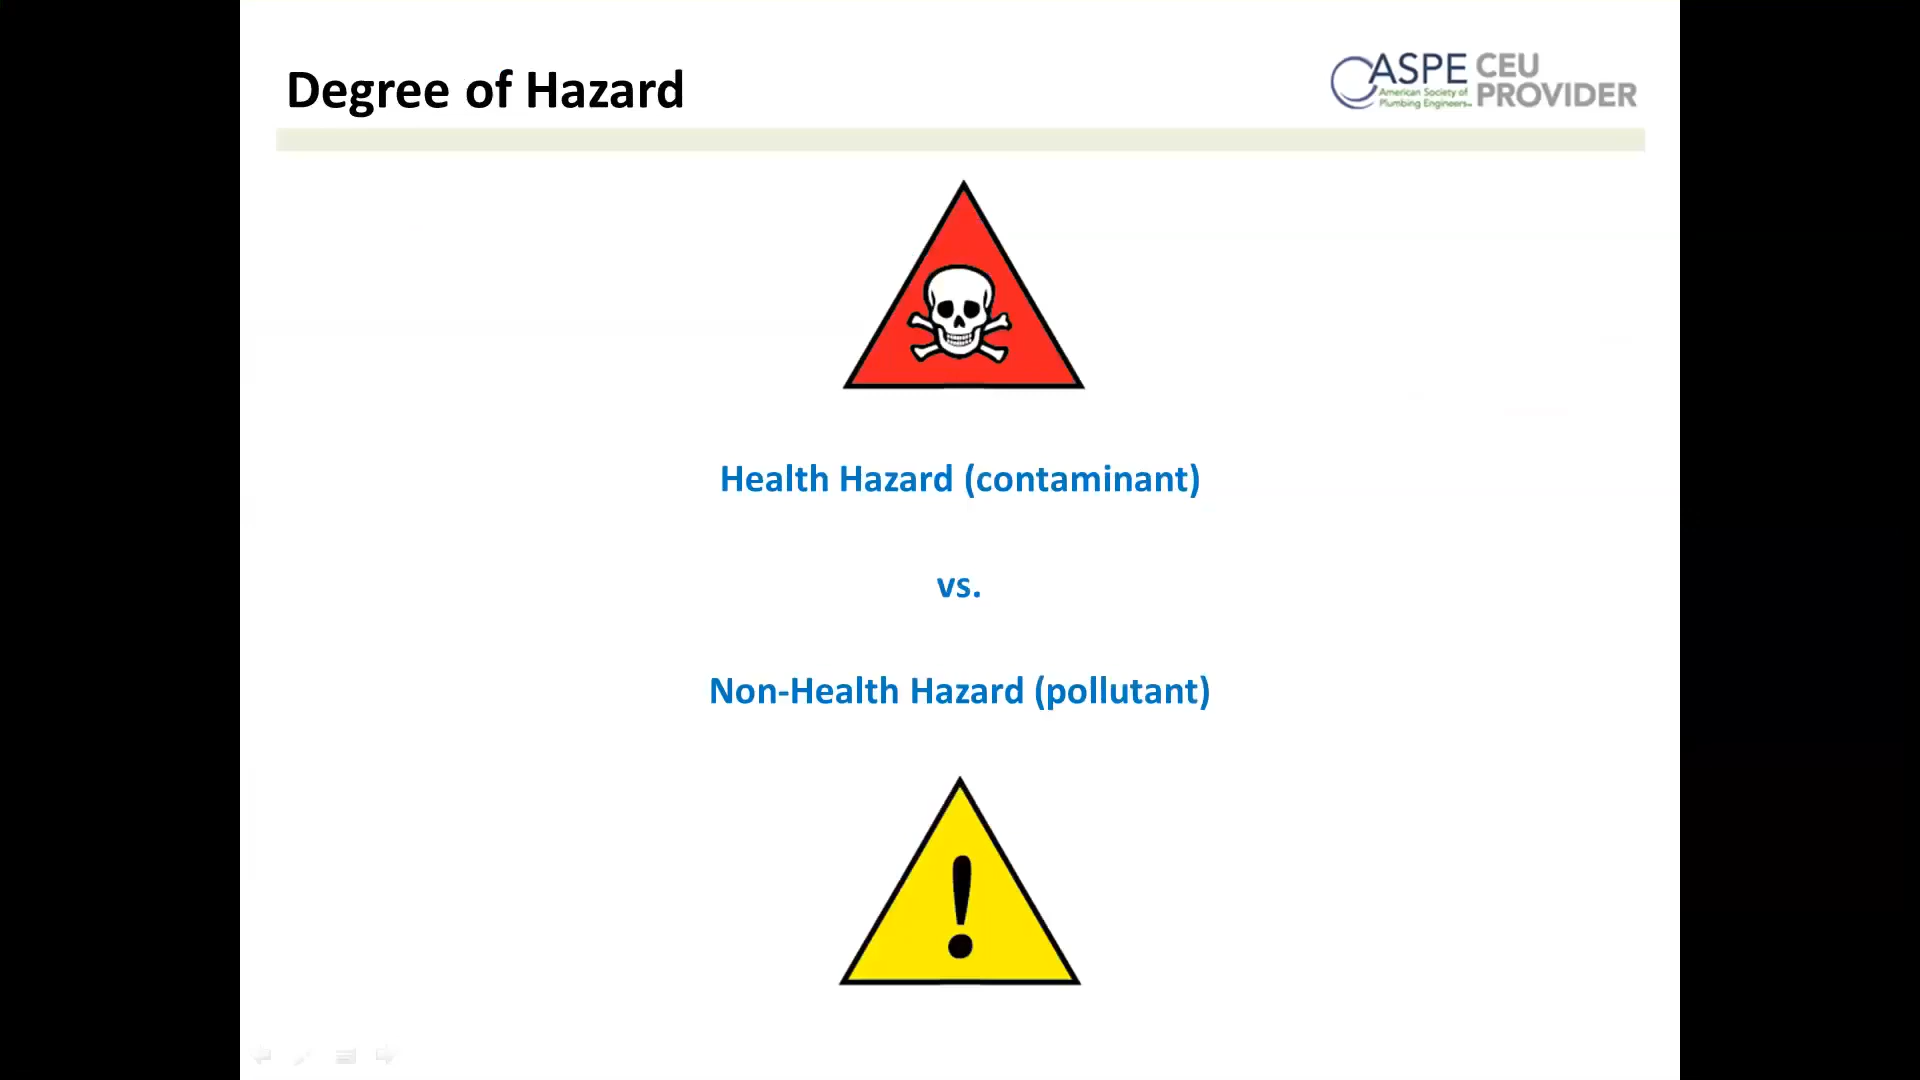 Degree of Hazard
ASPE CEU
American Society of
Plumbing Engineers
PROVIDER
Health Hazard (contaminant)
vs.
Non-Health Hazard (pollutant)
!